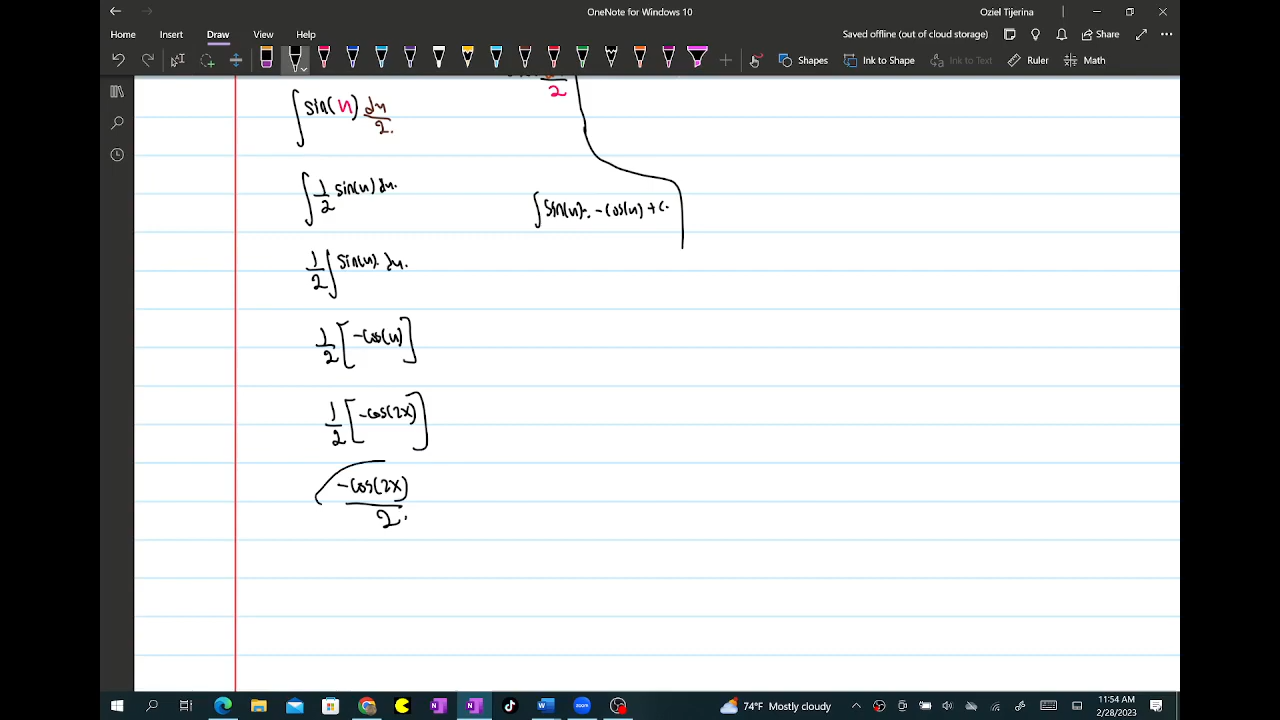 OneNote for Windows 10
Oziel Tijerina
Home Insert Draw View Help
Saved offline (out of cloud storage)
Share
Shapes Ink to Shape Ink to Text Ruler Math
2
∫ sin(u) du/2.
∫ 1/2 sin(u) du.
∫ sin(u). -cos(u) + c.
1/2 ∫ sin(u) du.
1/2 [-cos(u)]
1/2 [-cos(2x)]
-cos(2x)
2.
74°F Mostly cloudy
11:54 AM
2/28/2023
zoom